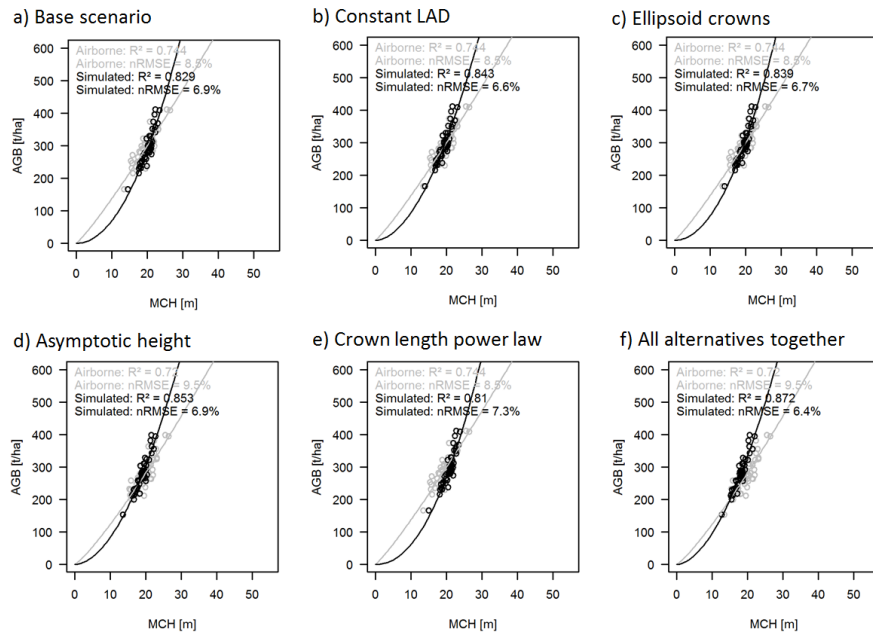 a) Base scenario
Airborne: R² = 0.744
Airborne: nRMSE = 8.5%
Simulated: R² = 0.829
Simulated: nRMSE = 6.9%
600
500
400
300
200
100
0
AGB [t/ha]
0 10 20 30 40 50
MCH [m]
b) Constant LAD
Airborne: R² = 0.744
Airborne: nRMSE = 8.5%
Simulated: R² = 0.843
Simulated: nRMSE = 6.6%
600
500
400
300
200
100
0
AGB [t/ha]
0 10 20 30 40 50
MCH [m]
c) Ellipsoid crowns
Airborne: R² = 0.744
Airborne: nRMSE = 8.5%
Simulated: R² = 0.839
Simulated: nRMSE = 6.7%
600
500
400
300
200
100
0
AGB [t/ha]
0 10 20 30 40 50
MCH [m]
d) Asymptotic height
Airborne: R² = 0.72
Airborne: nRMSE = 9.5%
Simulated: R² = 0.853
Simulated: nRMSE = 6.9%
600
500
400
300
200
100
0
AGB [t/ha]
0 10 20 30 40 50
MCH [m]
e) Crown length power law
Airborne: R² = 0.744
Airborne: nRMSE = 8.5%
Simulated: R² = 0.81
Simulated: nRMSE = 7.3%
600
500
400
300
200
100
0
AGB [t/ha]
0 10 20 30 40 50
MCH [m]
f) All alternatives together
Airborne: R² = 0.72
Airborne: nRMSE = 9.5%
Simulated: R² = 0.872
Simulated: nRMSE = 6.4%
600
500
400
300
200
100
0
AGB [t/ha]
0 10 20 30 40 50
MCH [m]